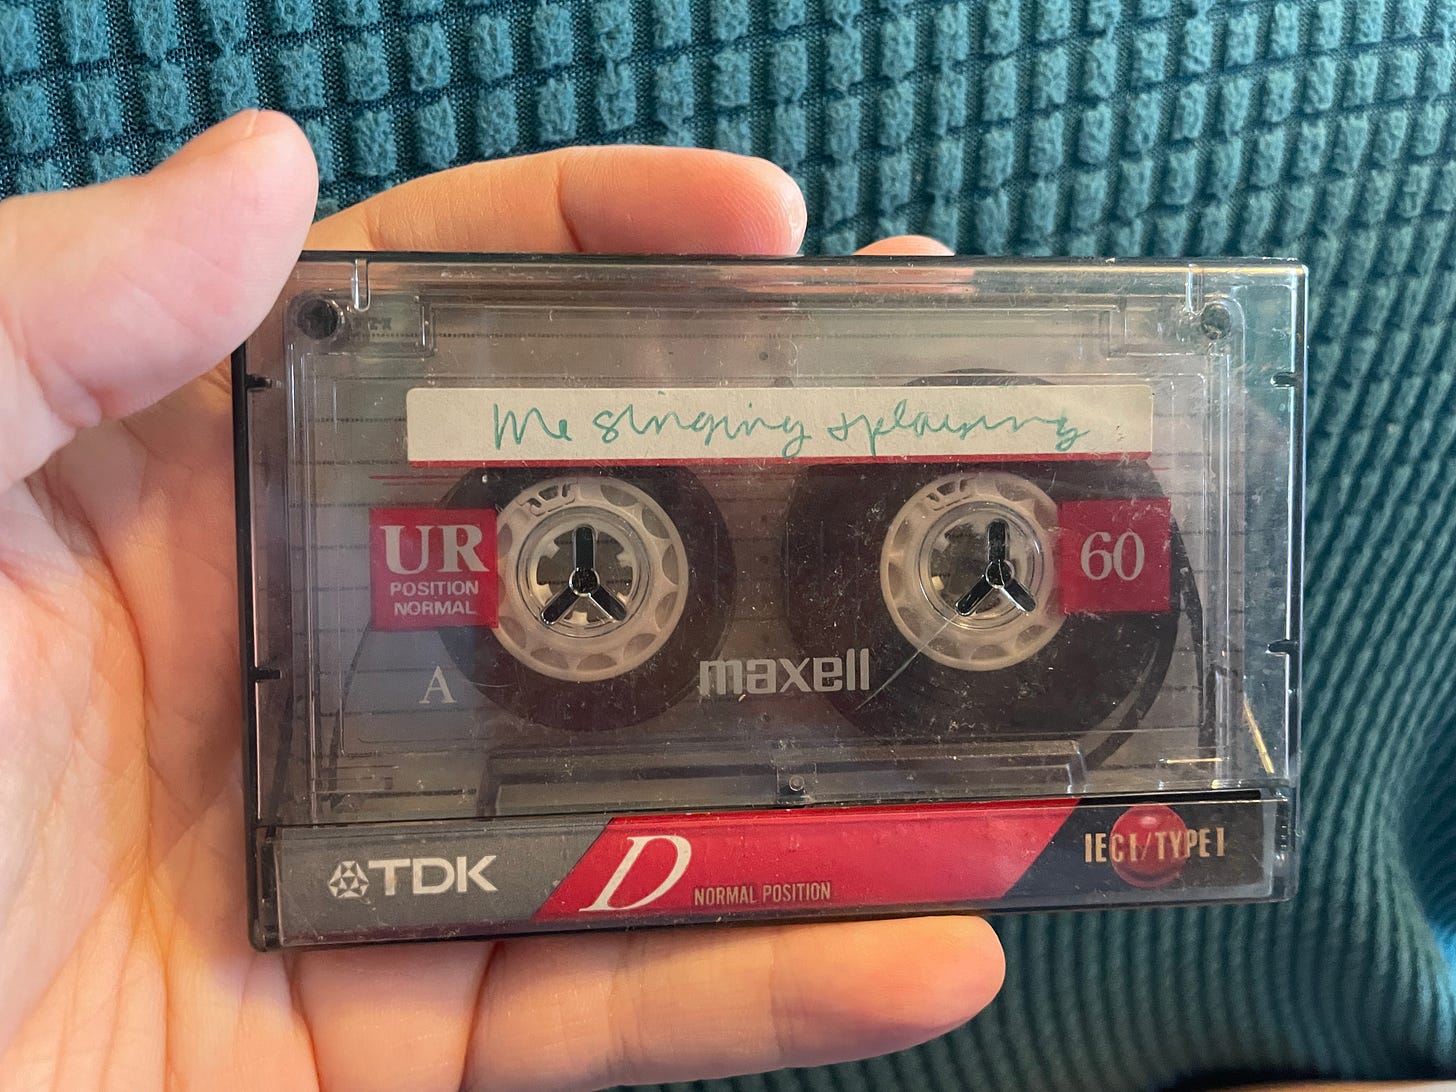 Me singing + playing
UR
POSITION
NORMAL
60
A
maxell
TDK
D NORMAL POSITION
IEC I / TYPE I